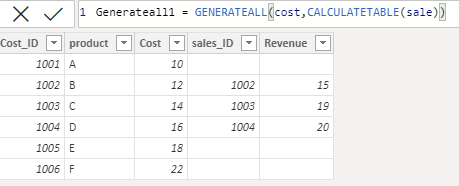 1 Generateall1 = GENERATEALL(cost,CALCULATETABLE(sale))
Cost_ID product Cost sales_ID Revenue
1001 A 10
1002 B 12 1002 15
1003 C 14 1003 19
1004 D 16 1004 20
1005 E 18
1006 F 22